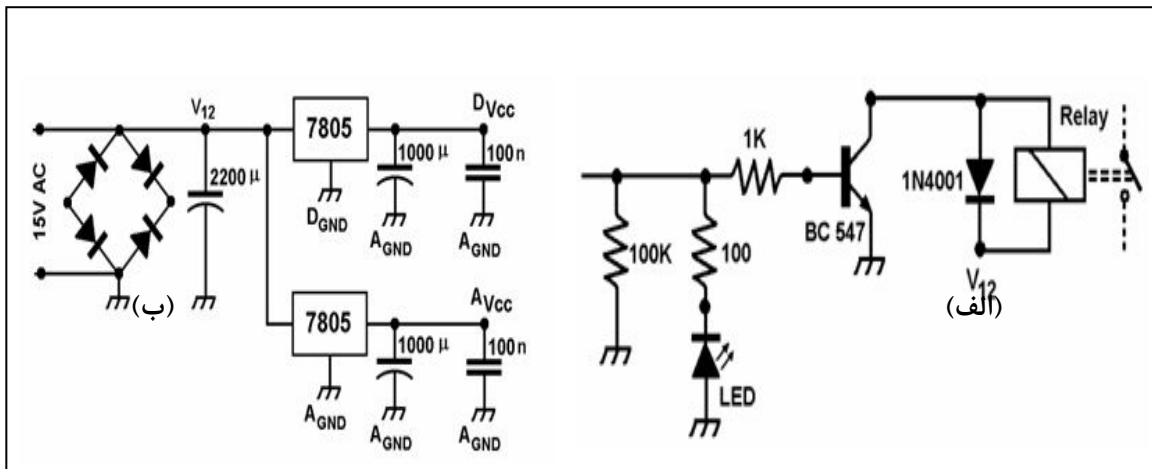 15V AC
V12
2200 µ
7805
DGND
1000 µ
AGND
DVcc
100n
AGND
7805
AGND
1000 µ
AGND
AVcc
100n
AGND
(ب)
100K
100
LED
1K
BC 547
1N4001
Relay
V12
(الف)